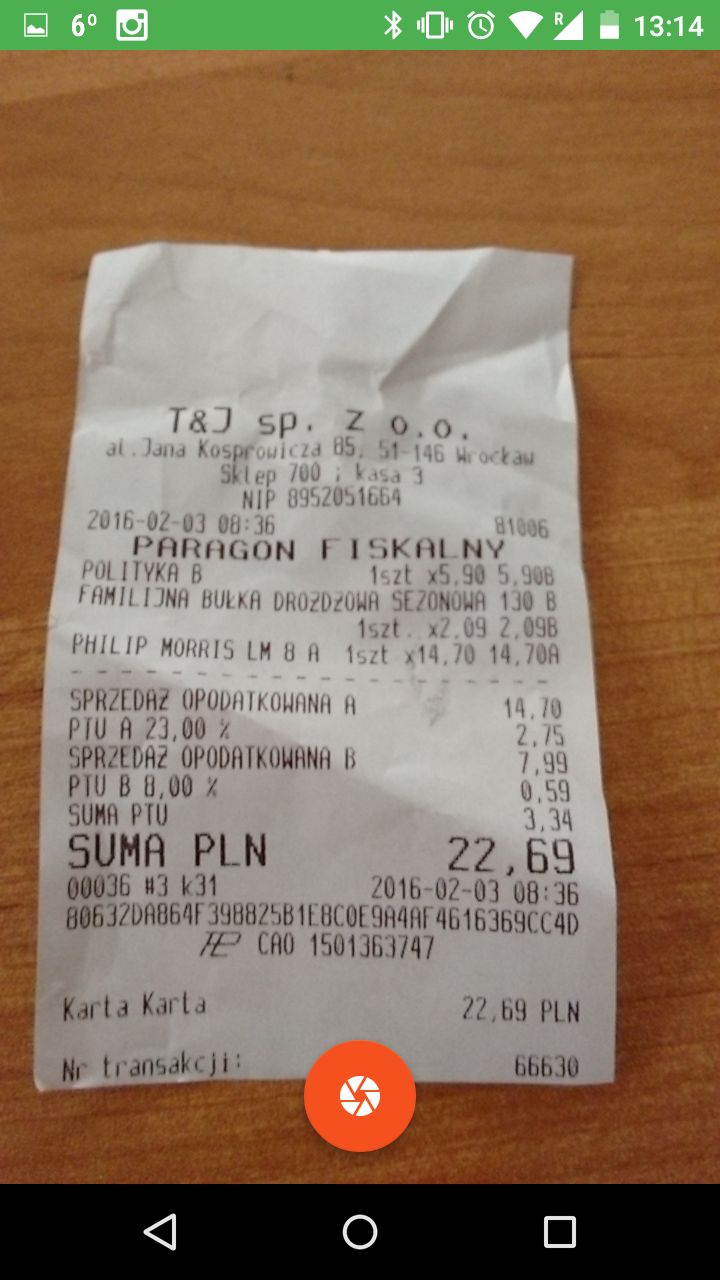 6º
R
13:14
T&J sp. z o.o.
al.Jana Kosprowicza 85, 51-146 Wrocław
Sklep 700 ; kasa 3
NIP 8952051664
2016-02-03 08:36 81006
PARAGON FISKALNY
POLITYKA B 1szt x5,90 5,90B
FAMILIJNA BUŁKA DROŻDŻOWA SEZONOWA 130 B
1szt. x2,09 2,09B
PHILIP MORRIS LM 8 A 1szt x14,70 14,70A
SPRZEDAŻ OPODATKOWANA A 14,70
PTU A 23,00 % 2,75
SPRZEDAŻ OPODATKOWANA B 7,99
PTU B 8,00 % 0,59
SUMA PTU 3,34
SUMA PLN 22,69
00036 #3 k31 2016-02-03 08:36
80632DA864F398825B1E8C0E9A4AF4616369CC4D
CAO 1501363747
Karta Karta 22,69 PLN
Nr transakcji: 66630